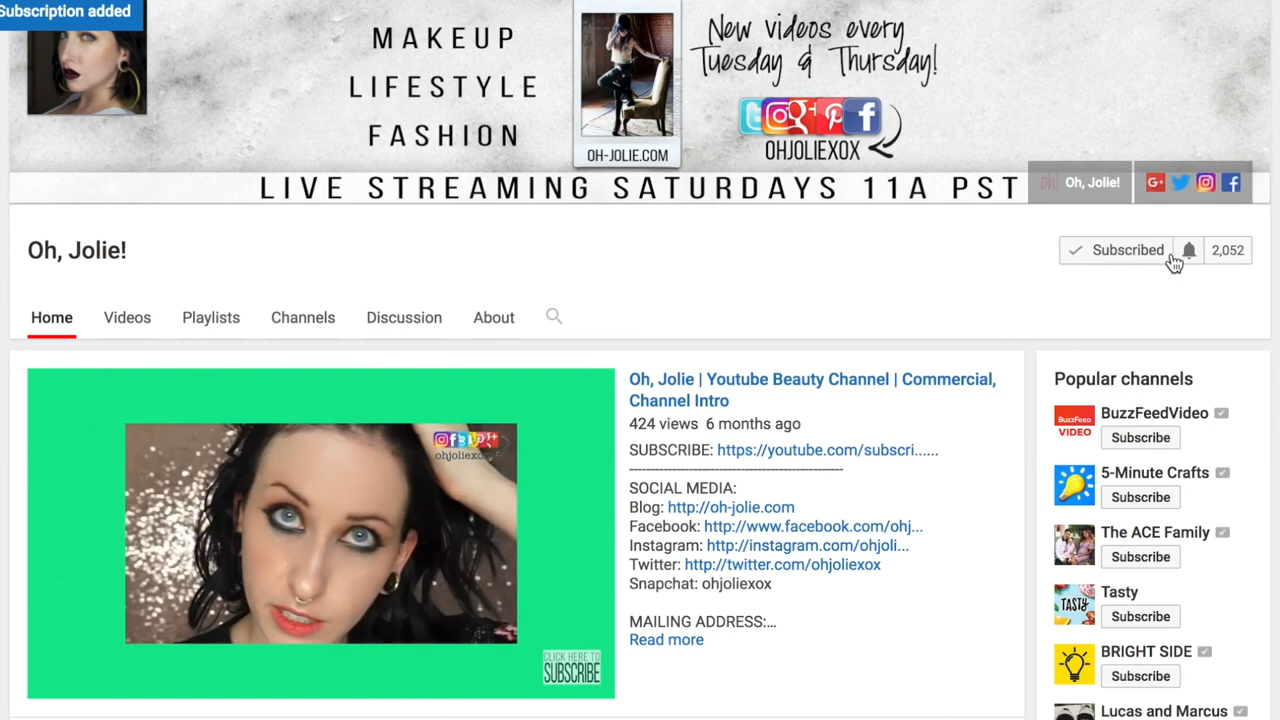 Subscription added
MAKEUP
LIFESTYLE
FASHION
OH-JOLIE.COM
New videos every
Tuesday & Thursday!
OHJOLIEXOX
LIVE STREAMING SATURDAYS 11A PST
oh! Oh, Jolie!
Oh, Jolie!
Subscribed
2,052
Home Videos Playlists Channels Discussion About
ohjoliexox
CLICK HERE TO
SUBSCRIBE
Oh, Jolie | Youtube Beauty Channel | Commercial,
Channel Intro
424 views 6 months ago
SUBSCRIBE: https://youtube.com/subscri......
----------------------------------------------------
SOCIAL MEDIA:
Blog: http://oh-jolie.com
Facebook: http://www.facebook.com/ohj...
Instagram: http://instagram.com/ohjoli...
Twitter: http://twitter.com/ohjoliexox
Snapchat: ohjoliexox
MAILING ADDRESS:...
Read more
Popular channels
BuzzFeed
VIDEO
BuzzFeedVideo
Subscribe
5-Minute Crafts
Subscribe
The ACE Family
Subscribe
TASTY
Tasty
Subscribe
BRIGHT SIDE
Subscribe
Lucas and Marcus